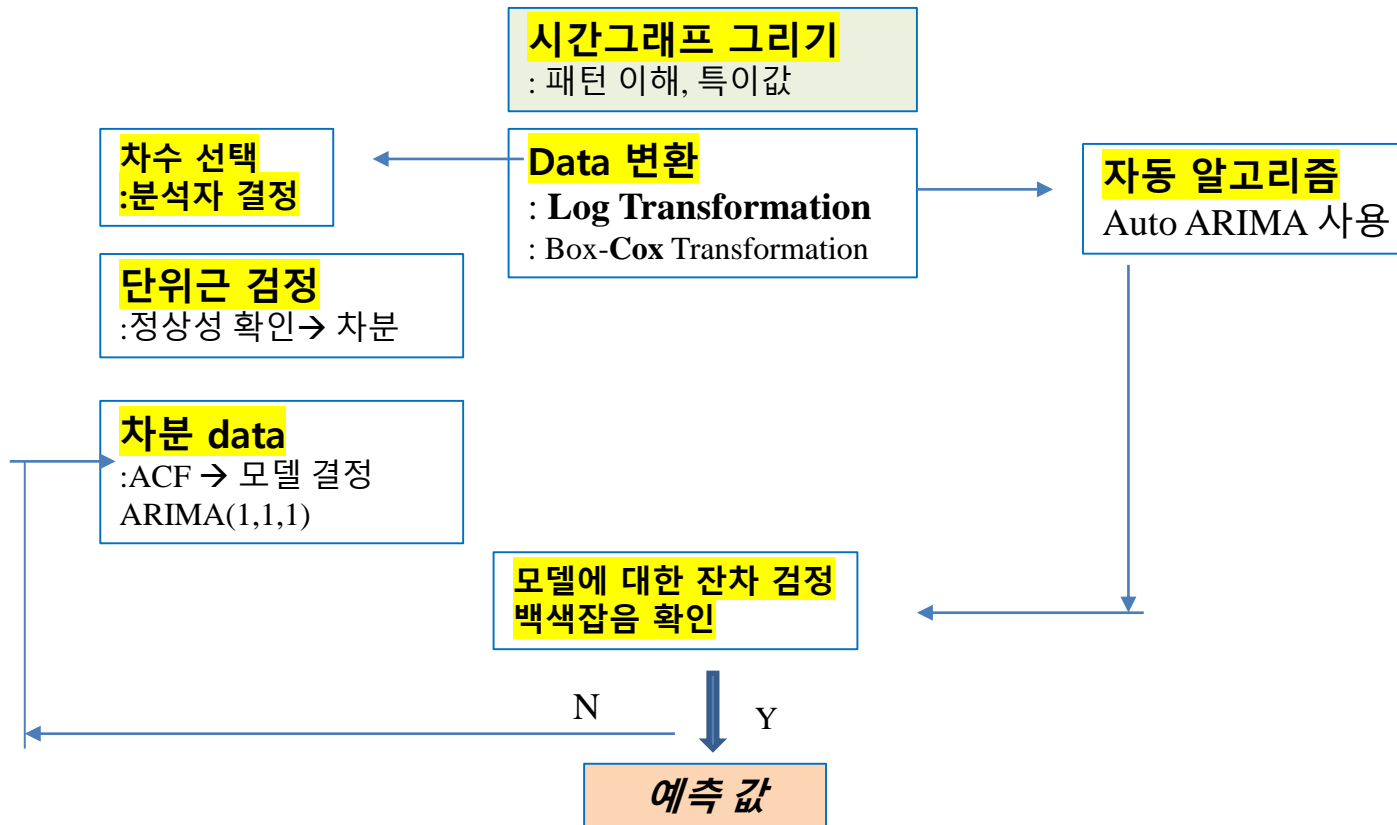 시간그래프 그리기
: 패턴 이해, 특이값
차수 선택
:분석자 결정
Data 변환
: Log Transformation
: Box-Cox Transformation
자동 알고리즘
Auto ARIMA 사용
단위근 검정
:정상성 확인→ 차분
차분 data
:ACF → 모델 결정
ARIMA(1,1,1)
모델에 대한 잔차 검정
백색잡음 확인
N
Y
예측 값